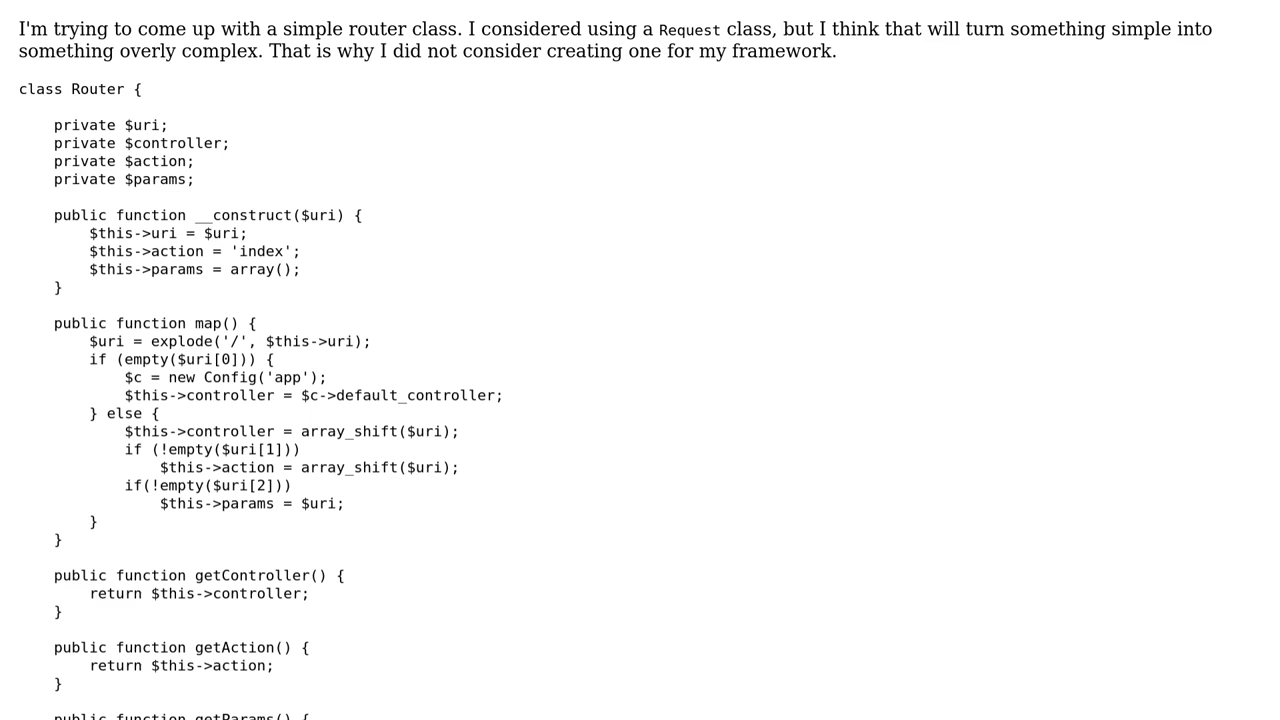 I'm trying to come up with a simple router class. I considered using a Request class, but I think that will turn something simple into
something overly complex. That is why I did not consider creating one for my framework.
class Router {
    private $uri;
    private $controller;
    private $action;
    private $params;
    public function __construct($uri) {
        $this->uri = $uri;
        $this->action = 'index';
        $this->params = array();
    }
    public function map() {
        $uri = explode('/', $this->uri);
        if (empty($uri[0])) {
            $c = new Config('app');
            $this->controller = $c->default_controller;
        } else {
            $this->controller = array_shift($uri);
            if (!empty($uri[1]))
                $this->action = array_shift($uri);
            if(!empty($uri[2]))
                $this->params = $uri;
        }
    }
    public function getController() {
        return $this->controller;
    }
    public function getAction() {
        return $this->action;
    }
    public function getParams() {